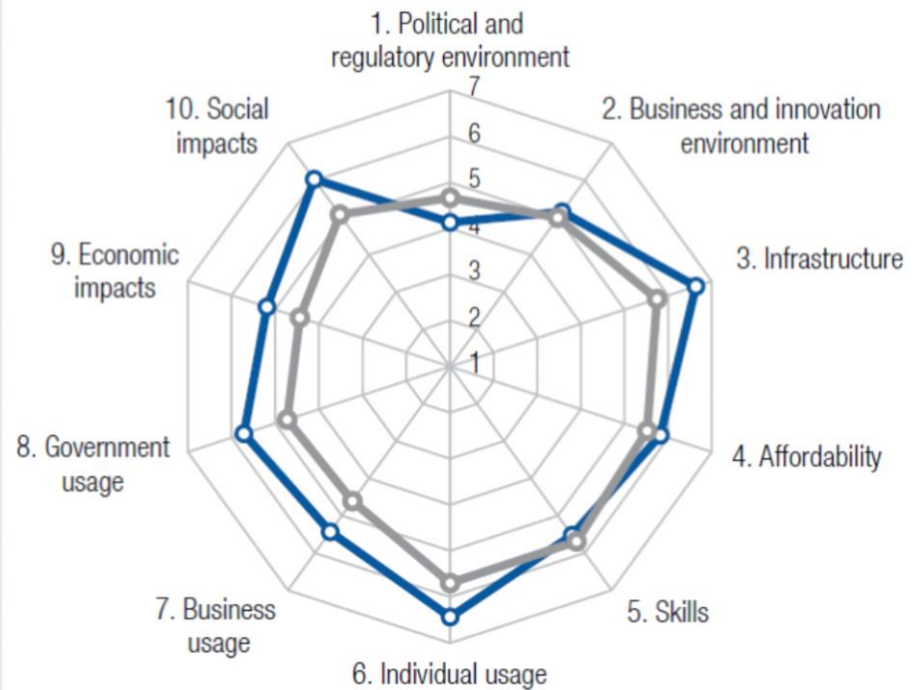 1. Political and
regulatory environment
7
10. Social
impacts
2. Business and innovation
environment
6
5
4
9. Economic
impacts
3. Infrastructure
3
2
1
8. Government
usage
4. Affordability
7. Business
usage
5. Skills
6. Individual usage